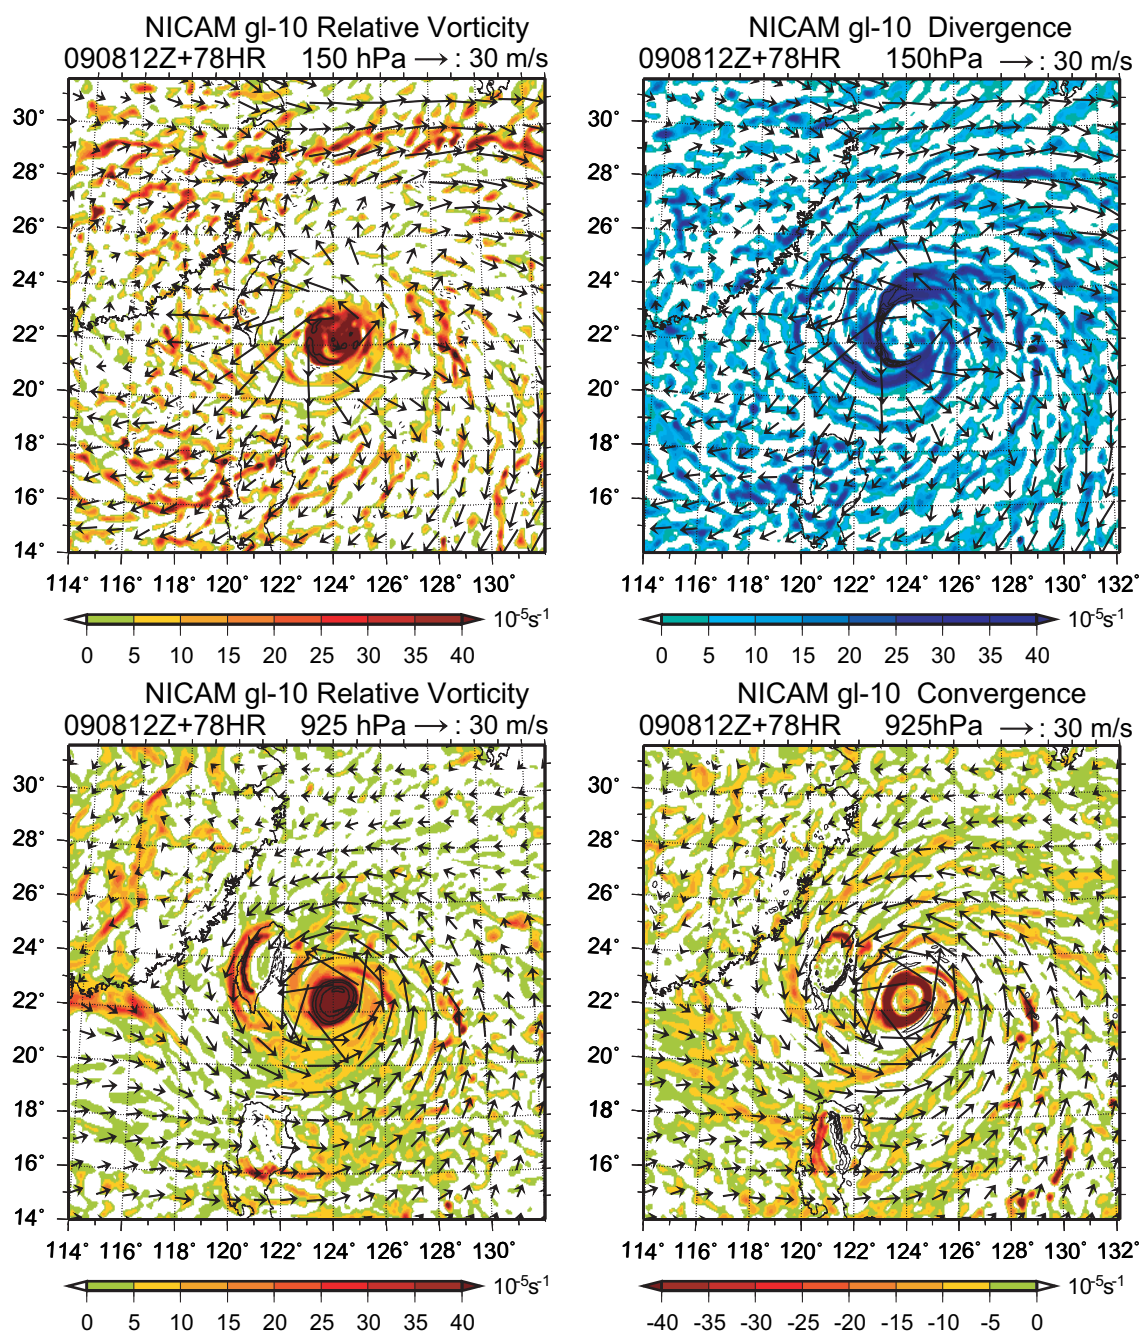 NICAM gl-10 Relative Vorticity
090812Z+78HR 150 hPa → : 30 m/s
30°
28°
26°
24°
22°
20°
18°
16°
14°
114° 116° 118° 120° 122° 124° 126° 128° 130°
10⁻⁵s⁻¹
0 5 10 15 20 25 30 35 40
NICAM gl-10 Divergence
090812Z+78HR 150hPa → : 30 m/s
30°
28°
26°
24°
22°
20°
18°
16°
14°
114° 116° 118° 120° 122° 124° 126° 128° 130° 132°
10⁻⁵s⁻¹
0 5 10 15 20 25 30 35 40
NICAM gl-10 Relative Vorticity
090812Z+78HR 925 hPa → : 30 m/s
30°
28°
26°
24°
22°
20°
18°
16°
14°
114° 116° 118° 120° 122° 124° 126° 128° 130°
10⁻⁵s⁻¹
0 5 10 15 20 25 30 35 40
NICAM gl-10 Convergence
090812Z+78HR 925hPa → : 30 m/s
30°
28°
26°
24°
22°
20°
18°
16°
14°
114° 116° 118° 120° 122° 124° 126° 128° 130° 132°
10⁻⁵s⁻¹
-40 -35 -30 -25 -20 -15 -10 -5 0